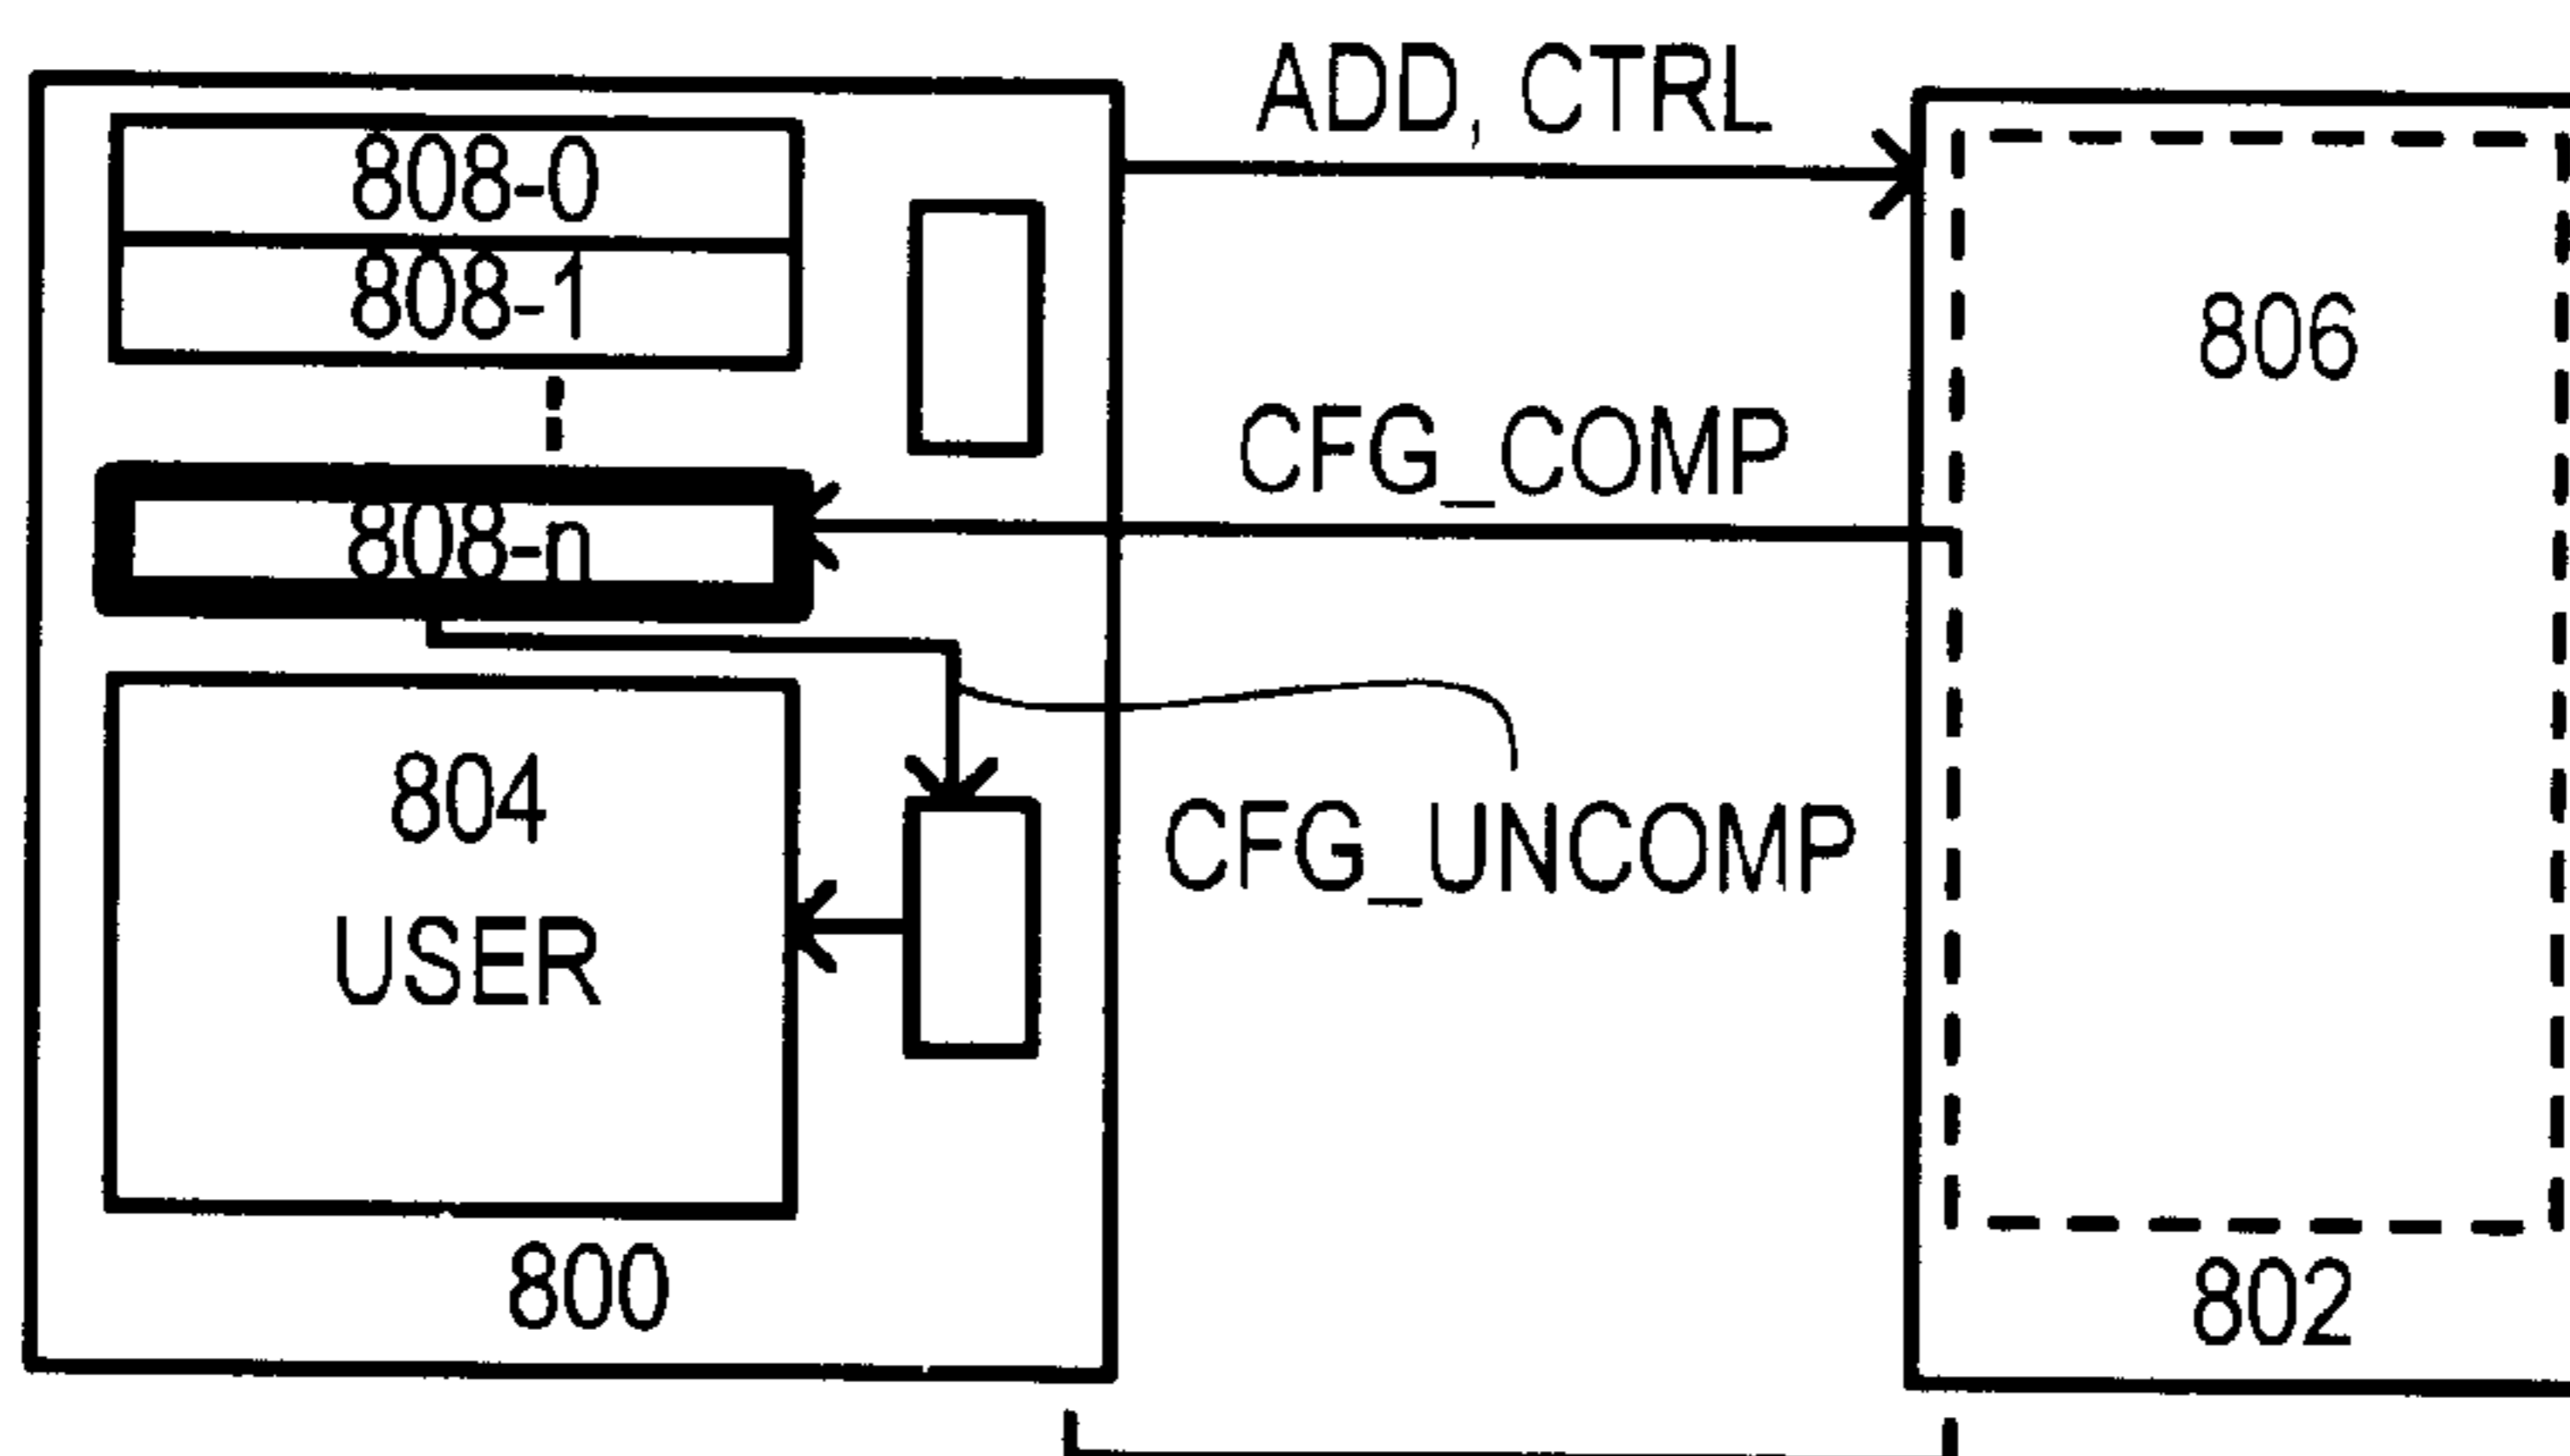 ADD, CTRL
808-0
808-1
806
CFG_COMP
808-n
804
CFG_UNCOMP
USER
800
802